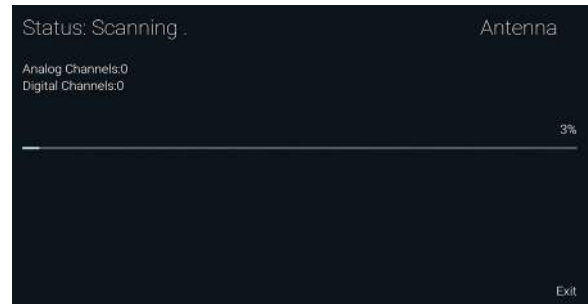 Status: Scanning .
Antenna
Analog Channels:0
Digital Channels:0
3%
Exit